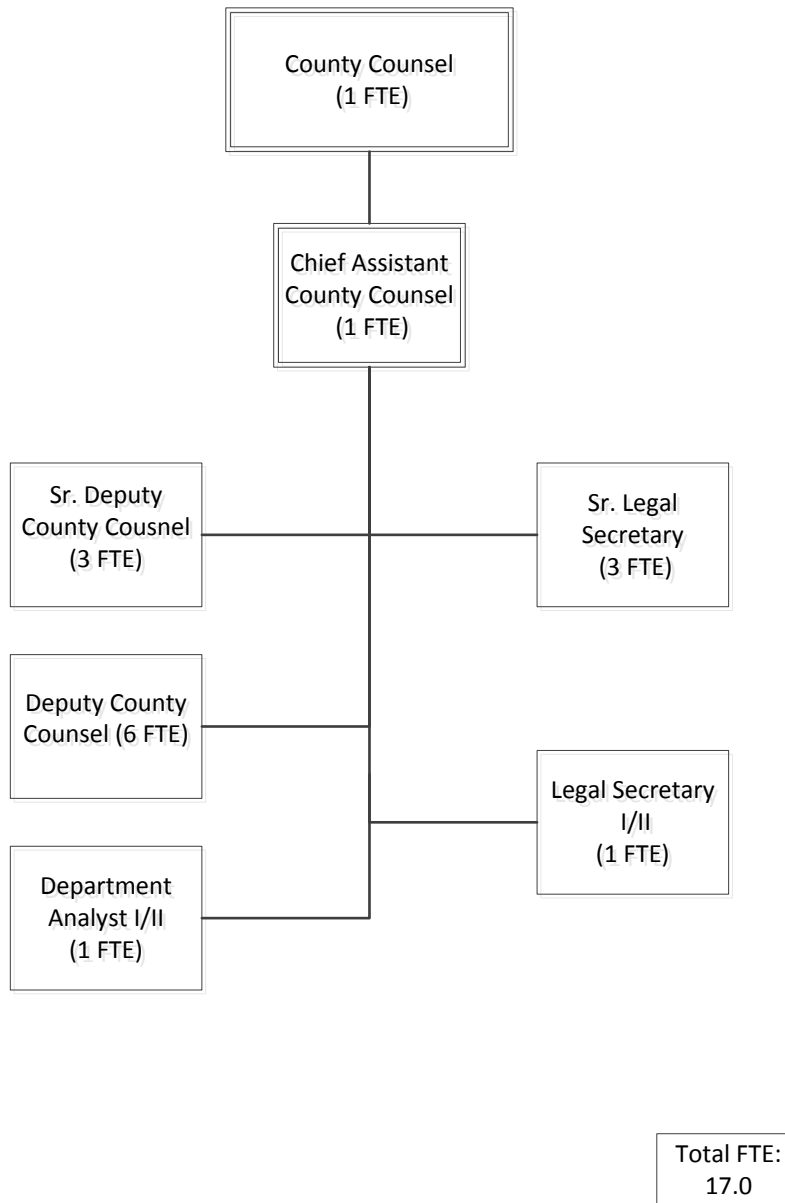 County Counsel
(1 FTE)
Chief Assistant
County Counsel
(1 FTE)
Sr. Deputy
County Cousnel
(3 FTE)
Sr. Legal
Secretary
(3 FTE)
Deputy County
Counsel (6 FTE)
Legal Secretary
I/II
(1 FTE)
Department
Analyst I/II
(1 FTE)
Total FTE:
17.0